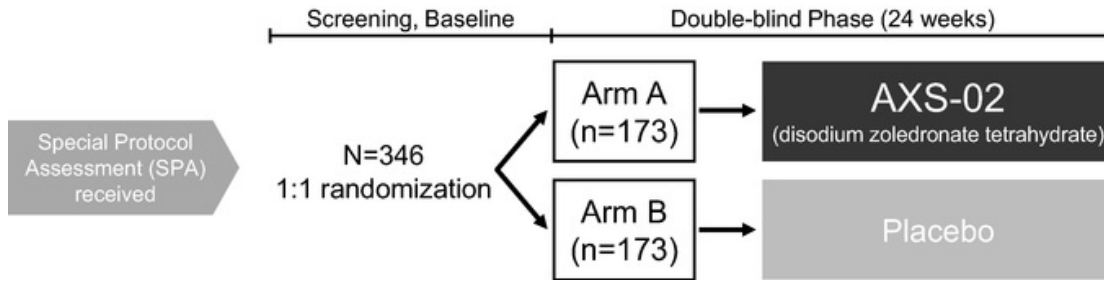 Screening, Baseline
Double-blind Phase (24 weeks)
Special Protocol
Assessment (SPA)
received
N=346
1:1 randomization
Arm A
(n=173)
AXS-02
(disodium zoledronate tetrahydrate)
Arm B
(n=173)
Placebo